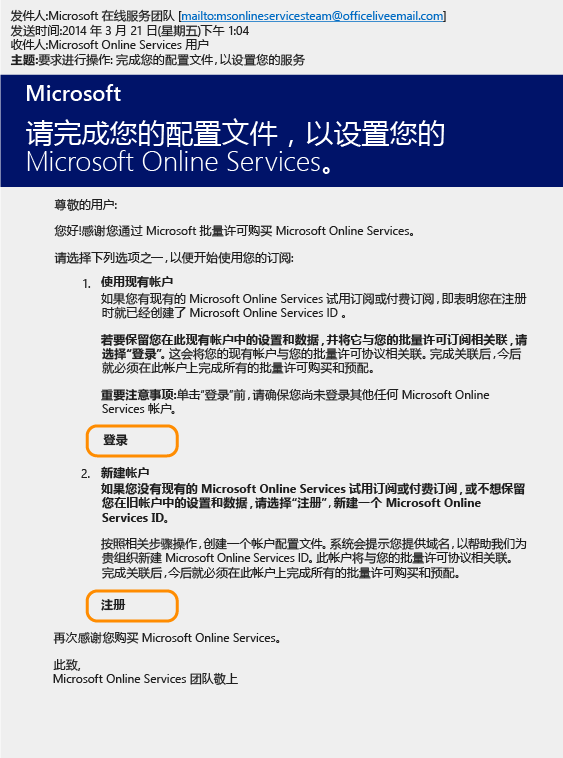 发件人:Microsoft 在线服务团队 [mailto:msonlineservicesteam@officeliveemail.com]
发送时间:2014 年 3 月 21 日(星期五)下午 1:04
收件人:Microsoft Online Services 用户
主题:要求进行操作: 完成您的配置文件,以设置您的服务
Microsoft
请完成您的配置文件，以设置您的
Microsoft Online Services。
尊敬的用户:
您好!感谢您通过 Microsoft 批量许可购买 Microsoft Online Services。
请选择下列选项之一,以便开始使用您的订阅:
1. 使用现有帐户
如果您有现有的 Microsoft Online Services 试用订阅或付费订阅,即表明您在注册
时就已经创建了 Microsoft Online Services ID 。
若要保留您在此现有帐户中的设置和数据,并将它与您的批量许可订阅相关联,请
选择“登录”。这会将您的现有帐户与您的批量许可协议相关联。完成关联后,今后
就必须在此帐户上完成所有的批量许可购买和预配。
重要注意事项:单击“登录”前,请确保您尚未登录其他任何 Microsoft Online
Services 帐户。
登录
2. 新建帐户
如果您没有现有的 Microsoft Online Services 试用订阅或付费订阅,或不想保留
您在旧帐户中的设置和数据,请选择“注册”,新建一个 Microsoft Online
Services ID。
按照相关步骤操作,创建一个帐户配置文件。系统会提示您提供域名,以帮助我们为
贵组织新建 Microsoft Online Services ID。此帐户将与您的批量许可协议相关联。
完成关联后,今后就必须在此帐户上完成所有的批量许可购买和预配。
注册
再次感谢您购买 Microsoft Online Services。
此致,
Microsoft Online Services 团队敬上